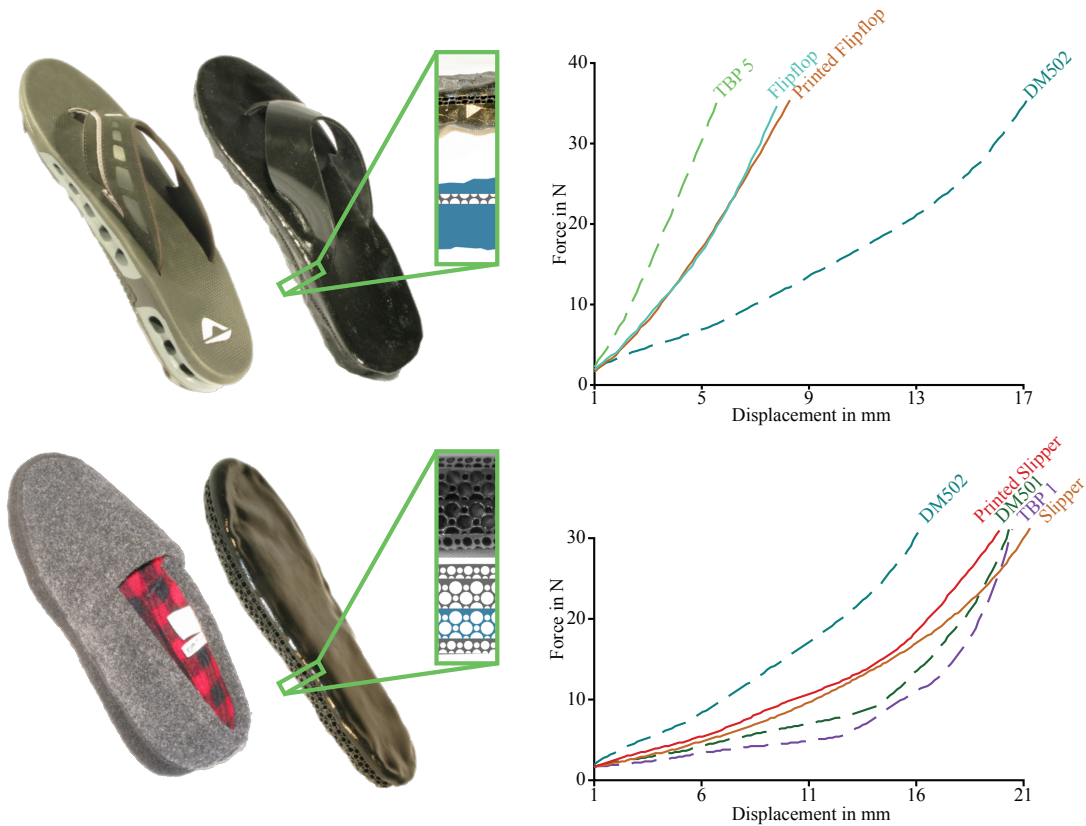 TBP 5
Flipflop
Printed Flipflop
DM502
40
30
20
10
0
Force in N
1 5 9 13 17
Displacement in mm
DM502
Printed Slipper
DM501
TBP 1
Slipper
30
20
10
0
Force in N
1 6 11 16 21
Displacement in mm